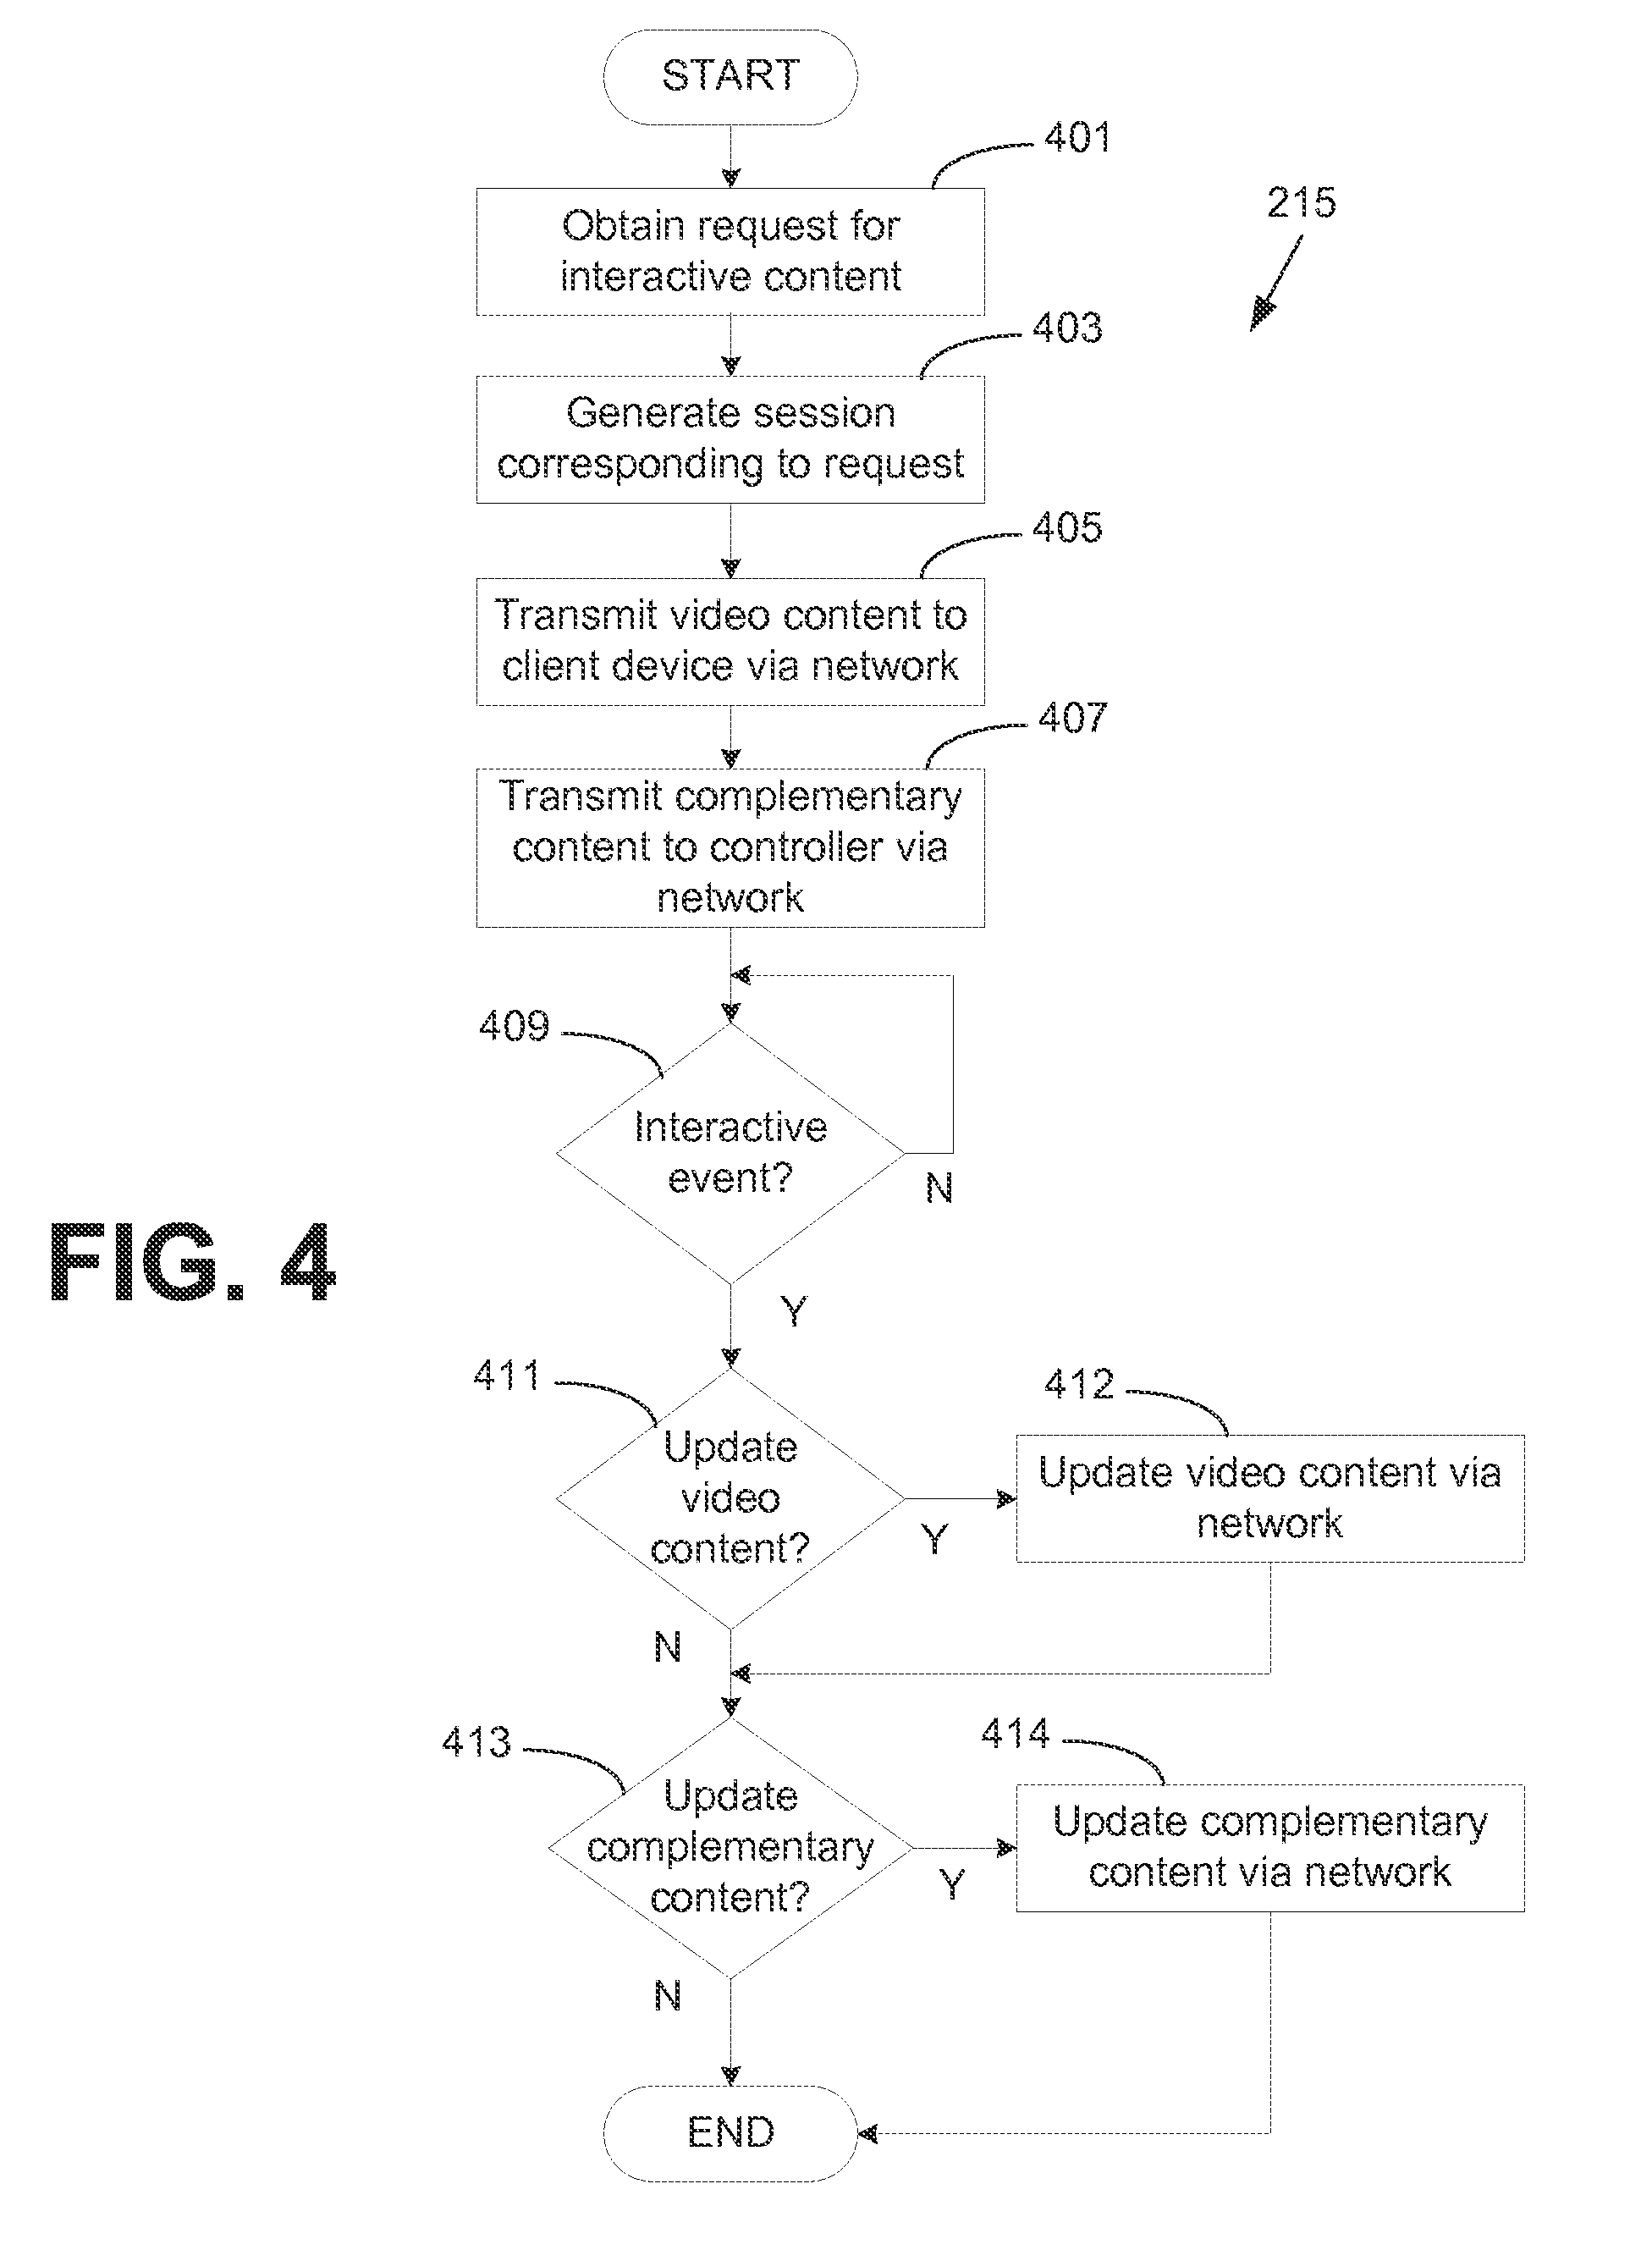 START
401
215
Obtain request for
interactive content
403
Generate session
corresponding to request
405
Transmit video content to
client device via network
407
Transmit complementary
content to controller via
network
409
Interactive
event?
N
FIG. 4
Y
411
412
Update
video
content?
Y
Update video content via
network
N
413
414
Update
complementary
content?
Y
Update complementary
content via network
N
END